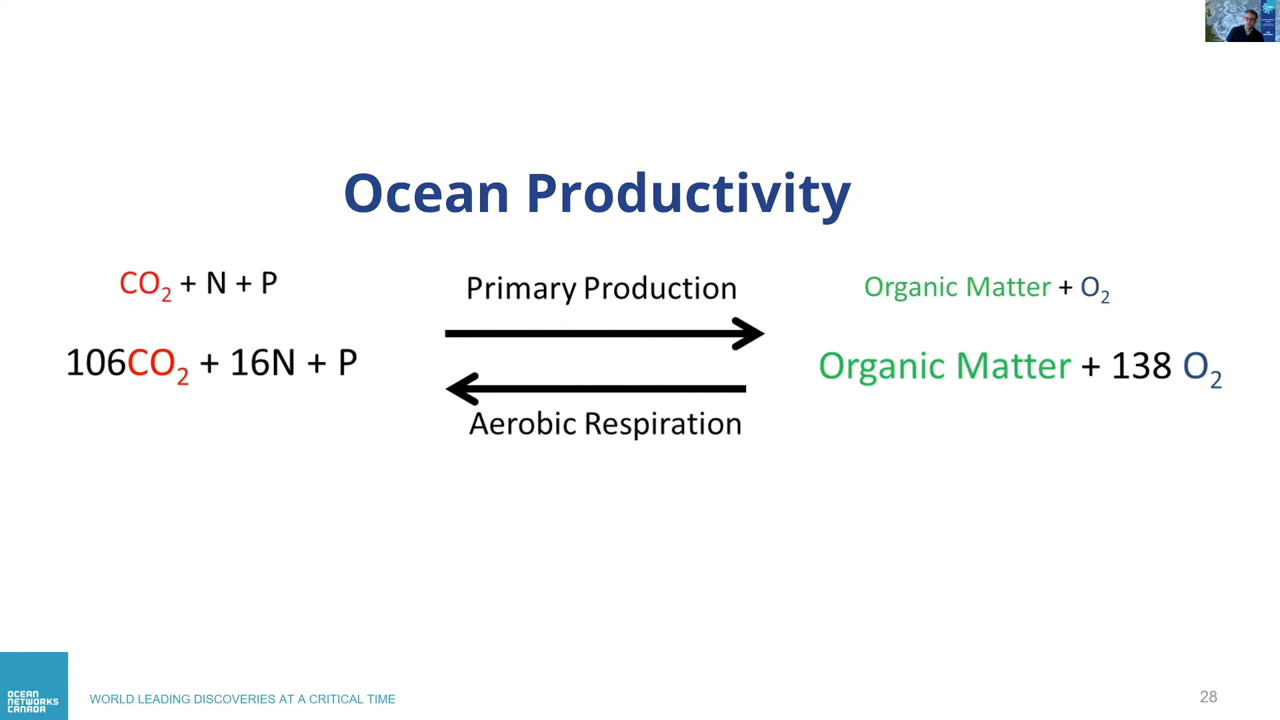 Ocean Productivity
CO₂ + N + P
Primary Production
Organic Matter + O₂
106CO₂ + 16N + P
Organic Matter + 138 O₂
Aerobic Respiration
OCEAN
NETWORKS
CANADA
WORLD LEADING DISCOVERIES AT A CRITICAL TIME
28